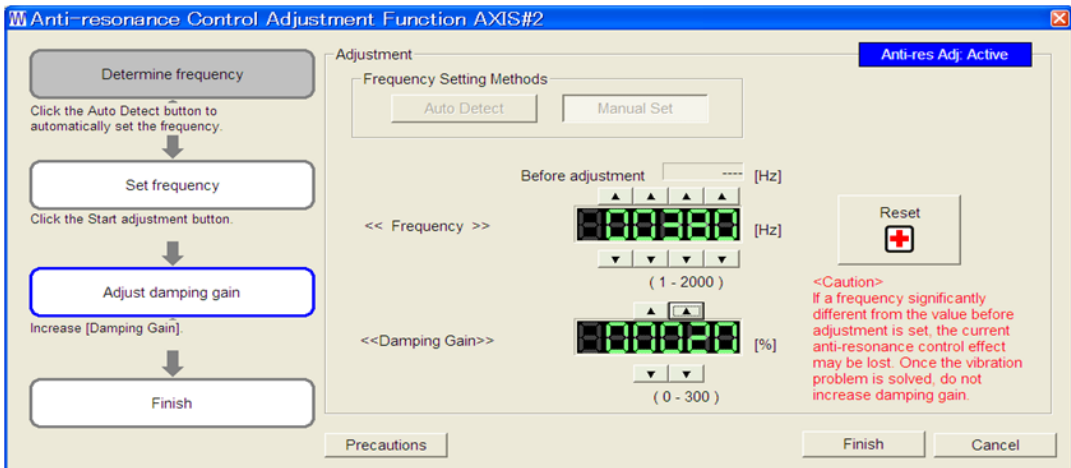 Anti-resonance Control Adjustment Function AXIS#2
Determine frequency
Click the Auto Detect button to
automatically set the frequency.
Set frequency
Click the Start adjustment button.
Adjust damping gain
Increase [Damping Gain].
Finish
Adjustment
Anti-res Adj: Active
Frequency Setting Methods
Auto Detect
Manual Set
Before adjustment ---- [Hz]
<< Frequency >> 00380 [Hz]
( 1 - 2000 )
<<Damping Gain>> 00020 [%]
( 0 - 300 )
Reset
<Caution>
If a frequency significantly
different from the value before
adjustment is set, the current
anti-resonance control effect
may be lost. Once the vibration
problem is solved, do not
increase damping gain.
Precautions
Finish
Cancel